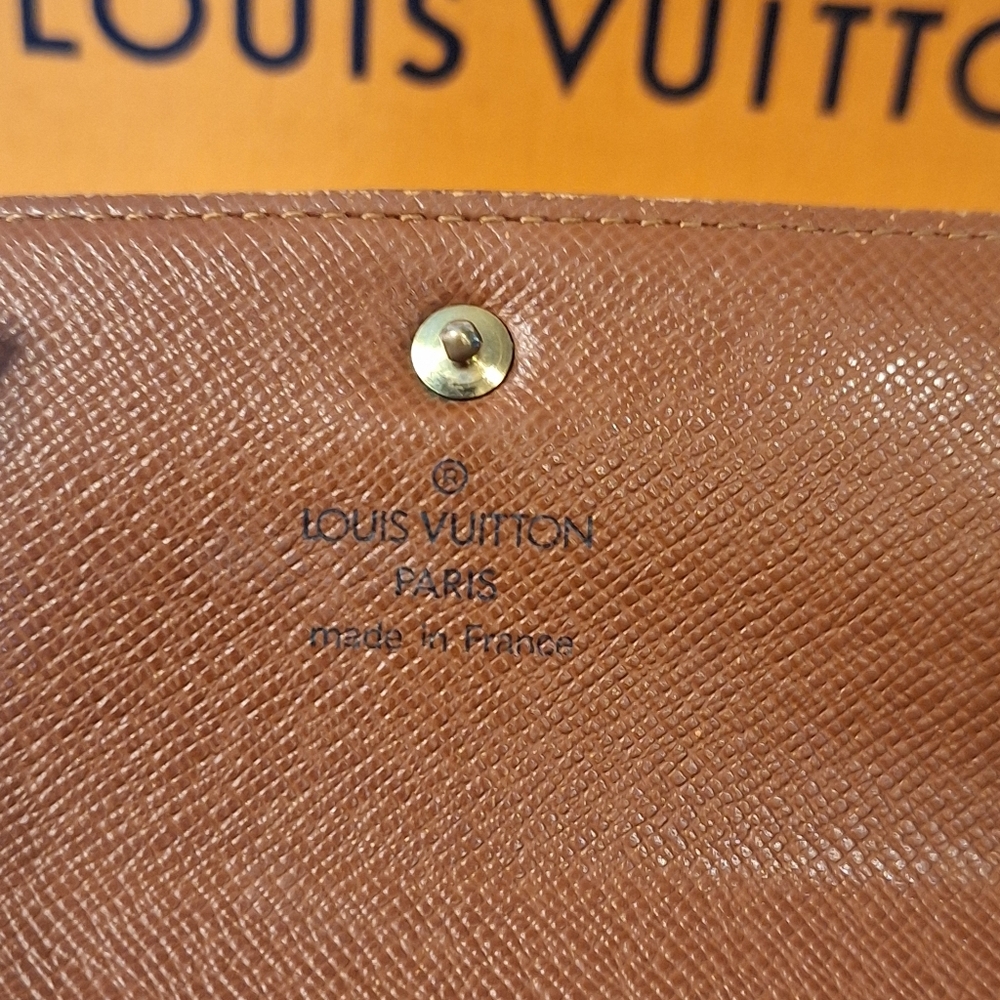 LOUIS VUITTO
®
LOUIS VUITTON
PARIS
made in France